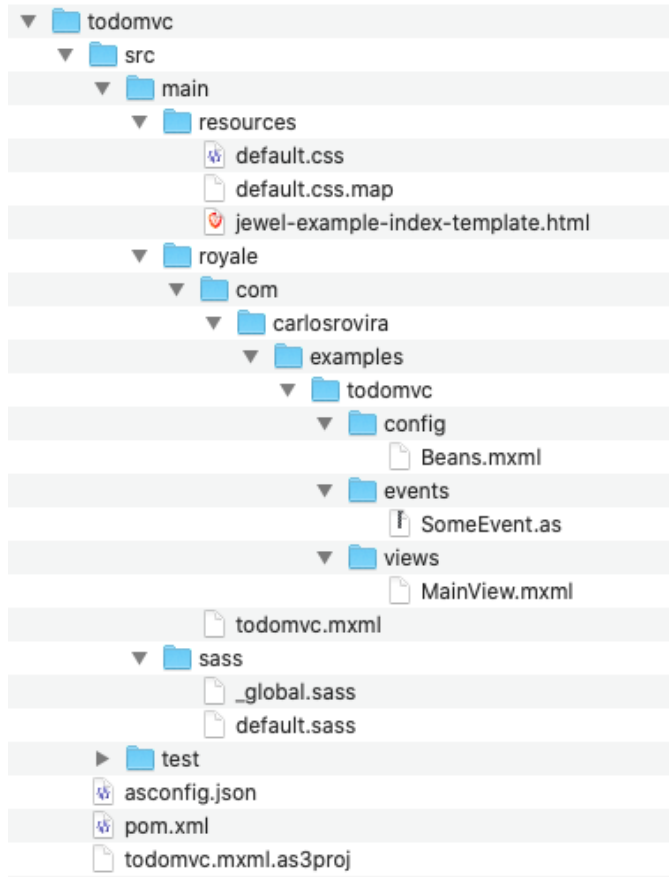 todomvc
src
main
resources
default.css
default.css.map
jewel-example-index-template.html
royale
com
carlosrovira
examples
todomvc
config
Beans.mxml
events
SomeEvent.as
views
MainView.mxml
todomvc.mxml
sass
_global.sass
default.sass
test
asconfig.json
pom.xml
todomvc.mxml.as3proj